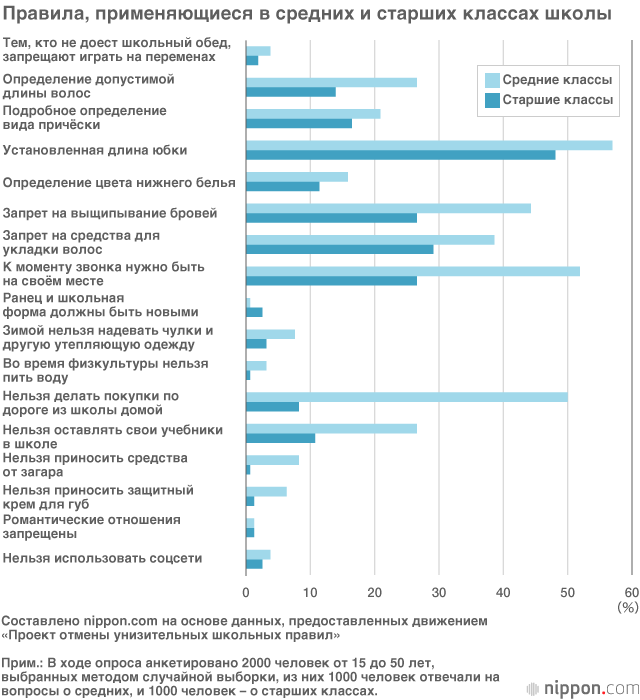 Правила, применяющиеся в средних и старших классах школы
Тем, кто не доест школьный обед,
запрещают играть на переменах
Определение допустимой
длины волос
Подробное определение
вида причёски
Установленная длина юбки
Определение цвета нижнего белья
Запрет на выщипывание бровей
Запрет на средства для
укладки волос
К моменту звонка нужно быть
на своём месте
Ранец и школьная
форма должны быть новыми
Зимой нельзя надевать чулки и
другую утепляющую одежду
Во время физкультуры нельзя
пить воду
Нельзя делать покупки по
дороге из школы домой
Нельзя оставлять свои учебники
в школе
Нельзя приносить средства
от загара
Нельзя приносить защитный
крем для губ
Романтические отношения
запрещены
Нельзя использовать соцсети
Средние классы
Старшие классы
0 10 20 30 40 50 60
(%)
Составлено nippon.com на основе данных, предоставленных движением
«Проект отмены унизительных школьных правил»
Прим.: В ходе опроса анкетировано 2000 человек от 15 до 50 лет,
выбранных методом случайной выборки, из них 1000 человек отвечали на
вопросы о средних, и 1000 человек – о старших классах.
nippon.com